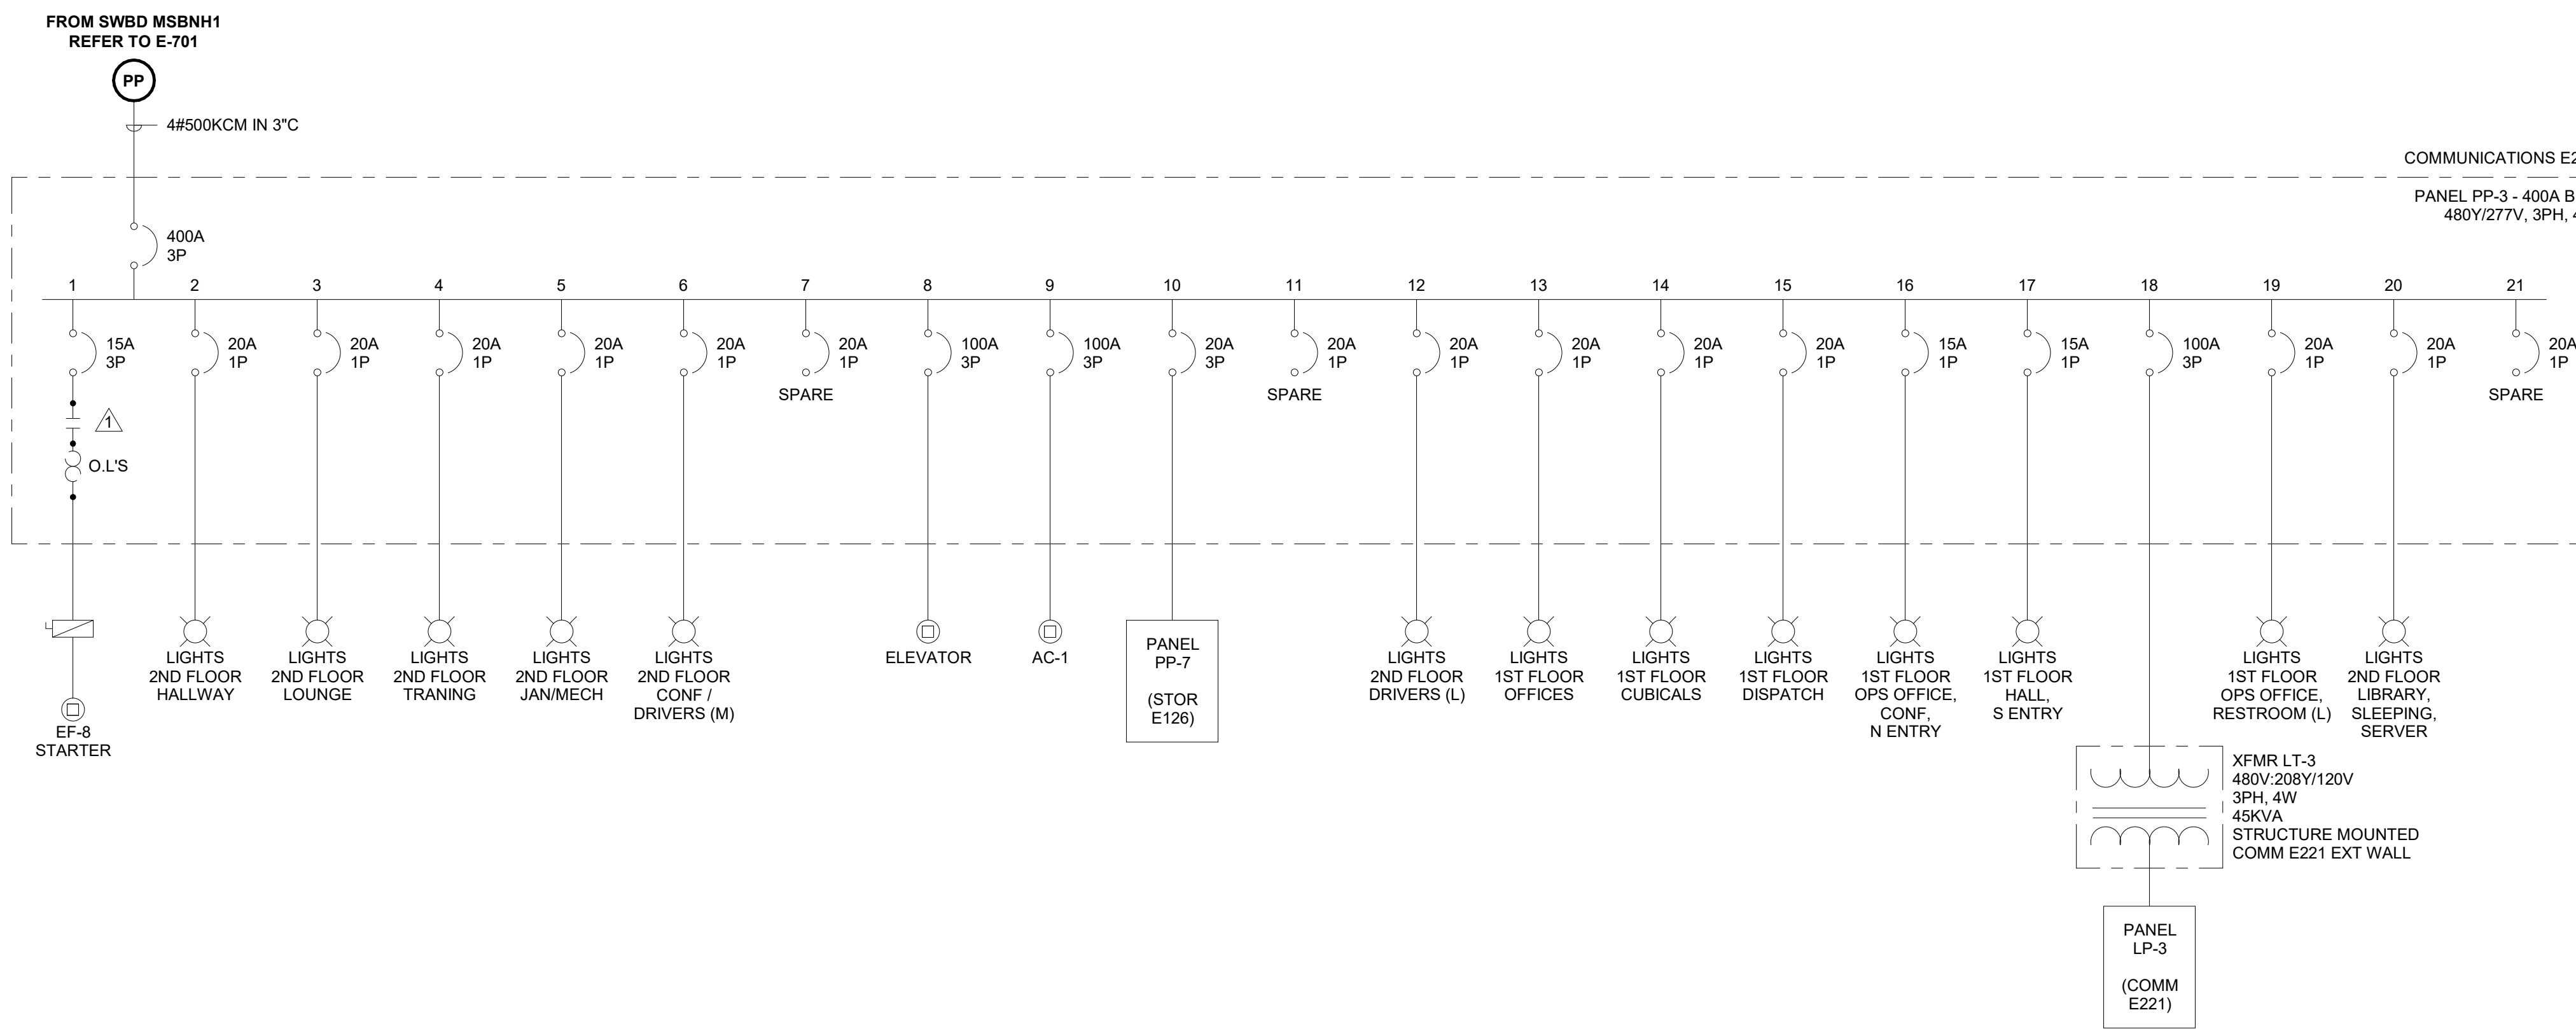 FROM SWBD MSBNH1
REFER TO E-701
PP
4#500KCM IN 3"C
COMMUNICATIONS E2
PANEL PP-3 - 400A B
480Y/277V, 3PH, 4
400A
3P
1
2
3
4
5
6
7
8
9
10
11
12
13
14
15
16
17
18
19
20
21
15A
3P
20A
1P
20A
1P
20A
1P
20A
1P
20A
1P
20A
1P
SPARE
100A
3P
100A
3P
20A
3P
20A
1P
SPARE
20A
1P
20A
1P
20A
1P
20A
1P
15A
1P
15A
1P
100A
3P
20A
1P
20A
1P
20A
1P
SPARE
1
O.L'S
EF-8
STARTER
LIGHTS
2ND FLOOR
HALLWAY
LIGHTS
2ND FLOOR
LOUNGE
LIGHTS
2ND FLOOR
TRANING
LIGHTS
2ND FLOOR
JAN/MECH
LIGHTS
2ND FLOOR
CONF /
DRIVERS (M)
ELEVATOR
AC-1
PANEL
PP-7
(STOR
E126)
LIGHTS
2ND FLOOR
DRIVERS (L)
LIGHTS
1ST FLOOR
OFFICES
LIGHTS
1ST FLOOR
CUBICALS
LIGHTS
1ST FLOOR
DISPATCH
LIGHTS
1ST FLOOR
OPS OFFICE,
CONF,
N ENTRY
LIGHTS
1ST FLOOR
HALL,
S ENTRY
LIGHTS
1ST FLOOR
OPS OFFICE,
RESTROOM (L)
LIGHTS
2ND FLOOR
LIBRARY,
SLEEPING,
SERVER
XFMR LT-3
480V:208Y/120V
3PH, 4W
45KVA
STRUCTURE MOUNTED
COMM E221 EXT WALL
PANEL
LP-3
(COMM
E221)